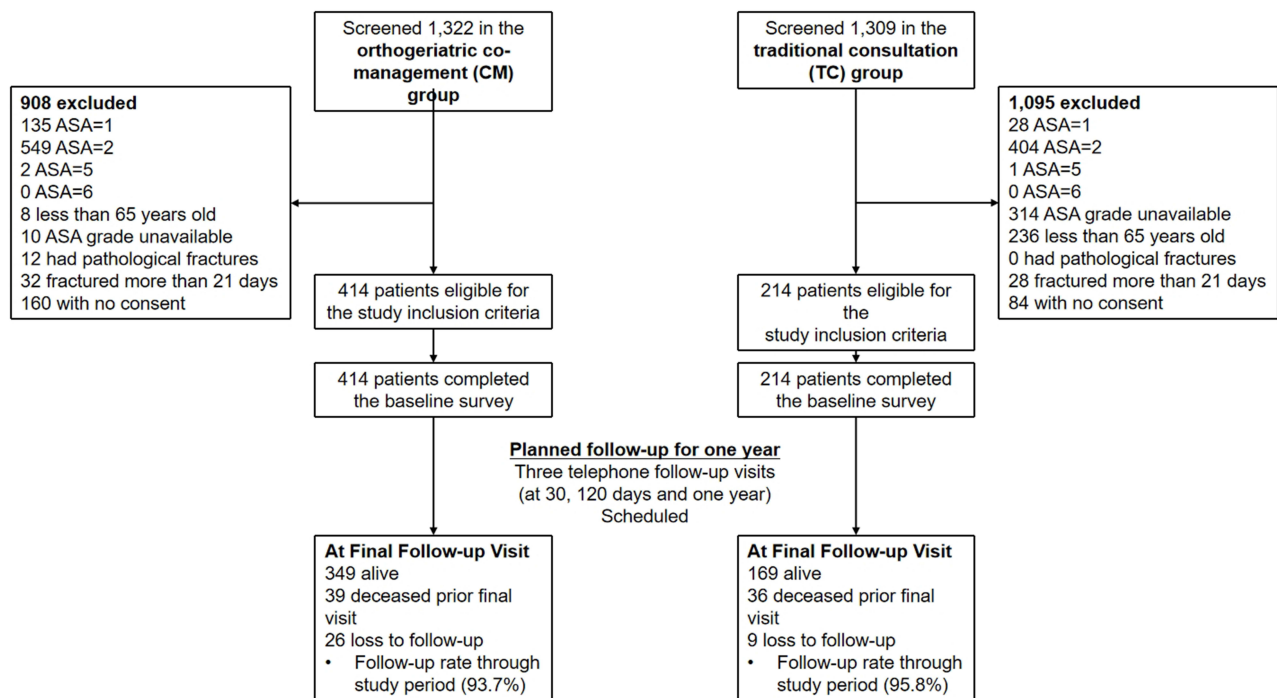 Screened 1,322 in the
orthogeriatric co-
management (CM)
group
Screened 1,309 in the
traditional consultation
(TC) group
908 excluded
135 ASA=1
549 ASA=2
2 ASA=5
0 ASA=6
8 less than 65 years old
10 ASA grade unavailable
12 had pathological fractures
32 fractured more than 21 days
160 with no consent
1,095 excluded
28 ASA=1
404 ASA=2
1 ASA=5
0 ASA=6
314 ASA grade unavailable
236 less than 65 years old
0 had pathological fractures
28 fractured more than 21 days
84 with no consent
414 patients eligible for
the study inclusion criteria
214 patients eligible for
the
study inclusion criteria
414 patients completed
the baseline survey
214 patients completed
the baseline survey
Planned follow-up for one year
Three telephone follow-up visits
(at 30, 120 days and one year)
Scheduled
At Final Follow-up Visit
349 alive
39 deceased prior final
visit
26 loss to follow-up
• Follow-up rate through
study period (93.7%)
At Final Follow-up Visit
169 alive
36 deceased prior final
visit
9 loss to follow-up
• Follow-up rate through
study period (95.8%)